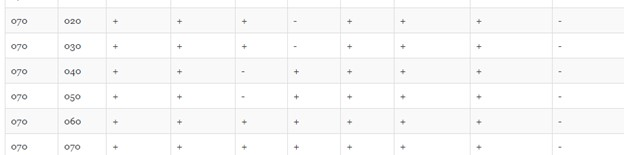 070 020 + + + - + + + -
070 030 + + + - + + + -
070 040 + + - + + + + -
070 050 + + - + + + + -
070 060 + + + + + + + -
070 070 + + + + + + + -